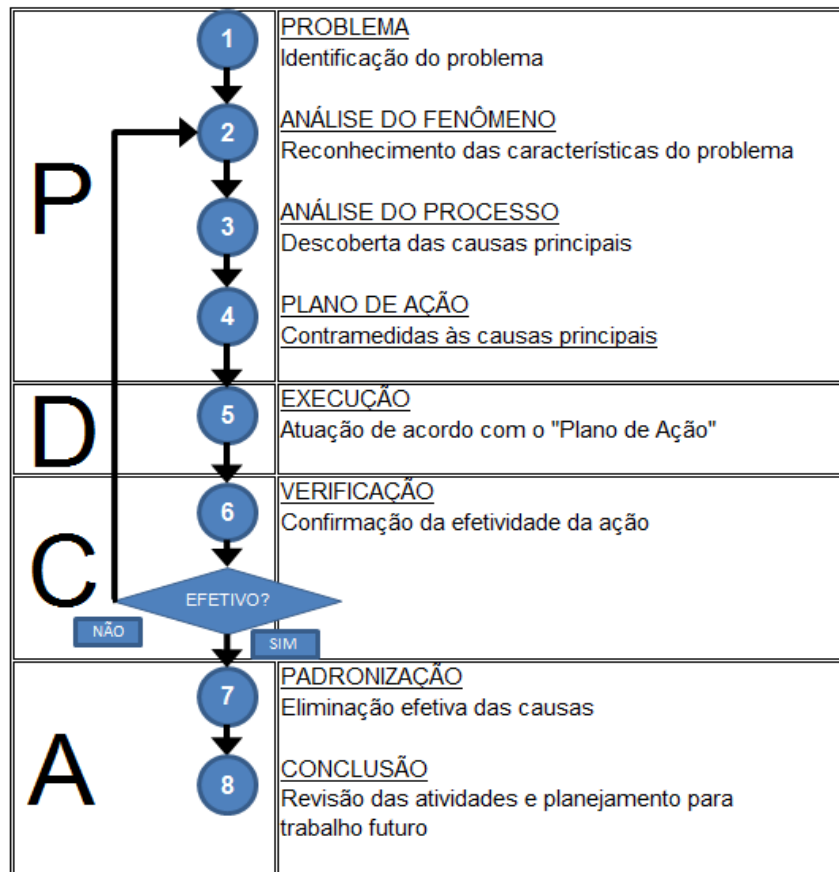 P
1
PROBLEMA
Identificação do problema
2
ANÁLISE DO FENÔMENO
Reconhecimento das características do problema
3
ANÁLISE DO PROCESSO
Descoberta das causas principais
4
PLANO DE AÇÃO
Contramedidas às causas principais
D
5
EXECUÇÃO
Atuação de acordo com o "Plano de Ação"
C
6
VERIFICAÇÃO
Confirmação da efetividade da ação
EFETIVO?
NÃO
SIM
A
7
PADRONIZAÇÃO
Eliminação efetiva das causas
8
CONCLUSÃO
Revisão das atividades e planejamento para
trabalho futuro